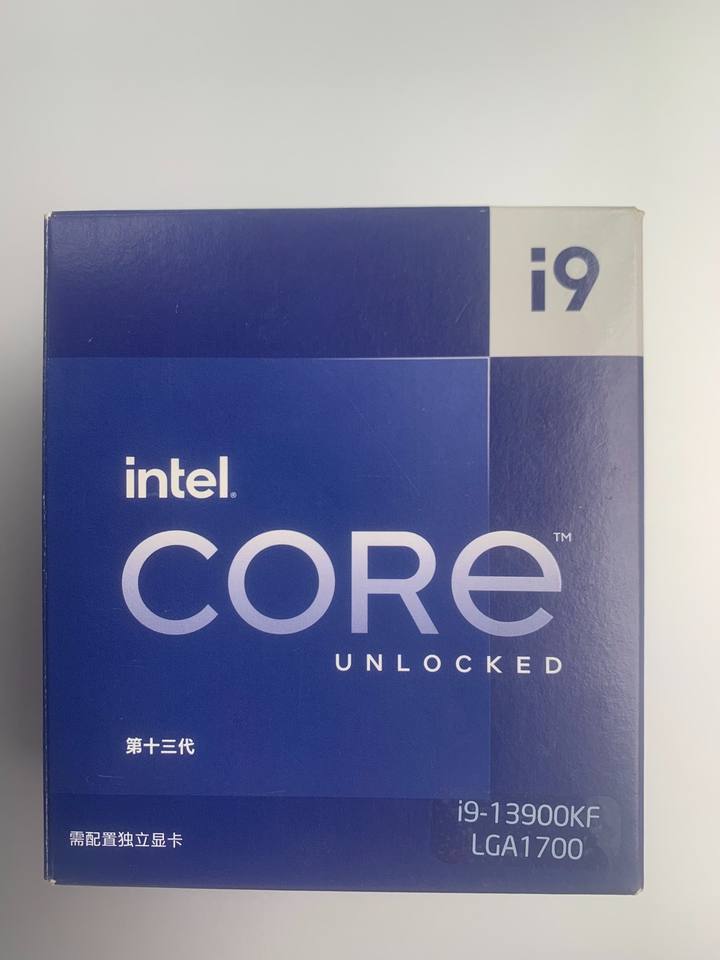 i9
intel®
CORe™
UNLOCKED
第十三代
i9-13900KF
需配置独立显卡
LGA1700